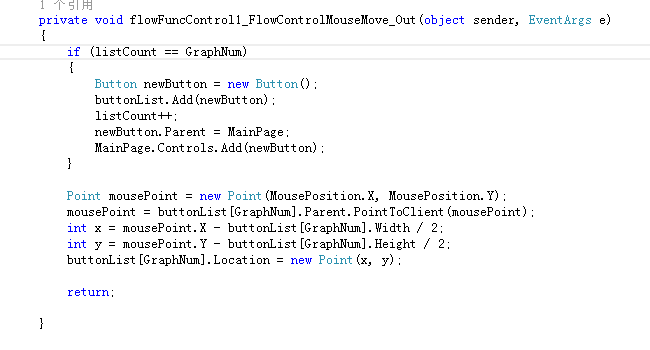 1 个引用
private void flowFuncControl1_FlowControlMouseMove_Out(object sender, EventArgs e)
{
if (listCount == GraphNum)
{
Button newButton = new Button();
buttonList.Add(newButton);
listCount++;
newButton.Parent = MainPage;
MainPage.Controls.Add(newButton);
}
Point mousePoint = new Point(MousePosition.X, MousePosition.Y);
mousePoint = buttonList[GraphNum].Parent.PointToClient(mousePoint);
int x = mousePoint.X - buttonList[GraphNum].Width / 2;
int y = mousePoint.Y - buttonList[GraphNum].Height / 2;
buttonList[GraphNum].Location = new Point(x, y);
return;
}